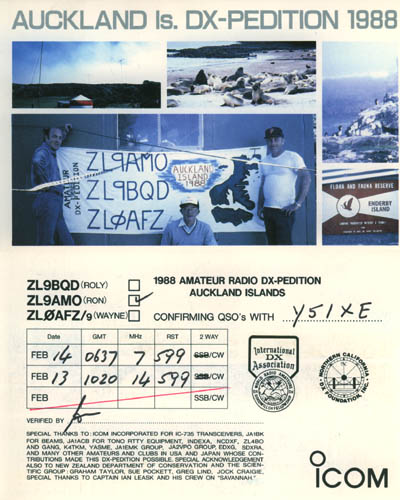 AUCKLAND Is. DX-PEDITION 1988
AMATEUR
RADIO
DX-PEDITION
ZL9AMO
ZL9BQD
ZLØAFZ
AUCKLAND
ISLAND
1988
FLORA AND FAUNA RESERVE
ENDERBY
ISLAND
ZL9BQD (ROLY)
ZL9AMO (RON)
ZLØAFZ/9 (WAYNE)
1988 AMATEUR RADIO DX-PEDITION
AUCKLAND ISLANDS
CONFIRMING QSO's WITH Y51XE
Date GMT MHz RST 2 WAY
FEB 14 0637 7 599 SSB/CW
FEB 13 1020 14 599 SSB/CW
FEB SSB/CW
VERIFIED BY
International
DX
Association
NORTHERN CALIFORNIA
FOUNDATION, INC.
SPECIAL THANKS TO ICOM INCORPORATED FOR IC-735 TRANSCEIVERS, JA1BK
FOR BEAMS, JA1ACB FOR TONO RTTY EQUIPMENT, INDEXA, NCDXF, ZL1BQ
AND GANG, K4TKM, YASME, JA1EMK GROUP, JA2VPO GROUP, EDXG, SDXRA,
AND MANY OTHER AMATEURS AND CLUBS IN USA AND JAPAN WHOSE CON-
TRIBUTIONS MADE THIS DX-PEDITION POSSIBLE. SPECIAL ACKNOWLEDGEMENT
ALSO TO NEW ZEALAND DEPARTMENT OF CONSERVATION AND THE SCIEN-
TIFIC GROUP: GRAHAM TAYLOR, SUE POCKETT, GREG LIND, JOCK CRAIGIE,
SPECIAL THANKS TO CAPTAIN IAN LEASK AND HIS CREW ON "SAVANNAH."
ICOM